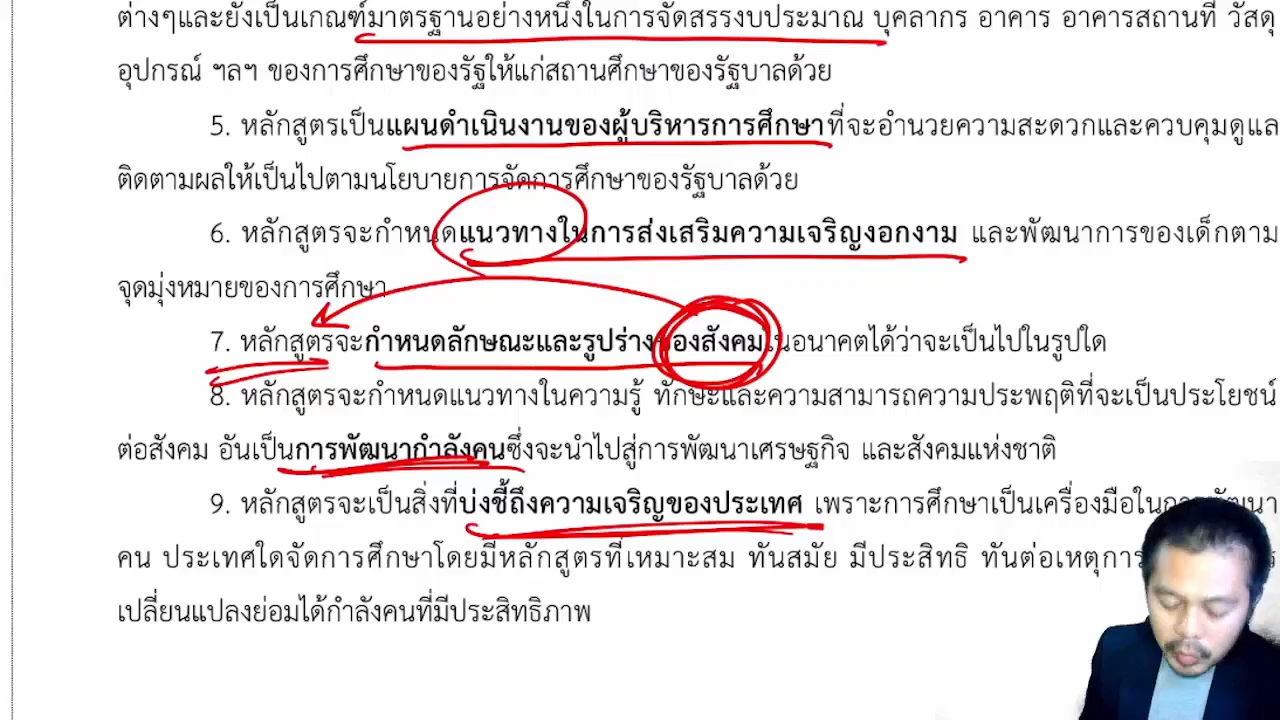 ต่างๆและยังเป็นเกณฑ์มาตรฐานอย่างหนึ่งในการจัดสรรงบประมาณ บุคลากร อาคาร อาคารสถานที่ วัสดุ
อุปกรณ์ ฯลฯ ของการศึกษาของรัฐให้แก่สถานศึกษาของรัฐบาลด้วย
5. หลักสูตรเป็นแผนดำเนินงานของผู้บริหารการศึกษาที่จะอำนวยความสะดวกและควบคุมดูแล
ติดตามผลให้เป็นไปตามนโยบายการจัดการศึกษาของรัฐบาลด้วย
6. หลักสูตรจะกำหนดแนวทางในการส่งเสริมความเจริญงอกงาม และพัฒนาการของเด็กตาม
จุดมุ่งหมายของการศึกษา
7. หลักสูตรจะกำหนดลักษณะและรูปร่างของสังคมในอนาคตได้ว่าจะเป็นไปในรูปใด
8. หลักสูตรจะกำหนดแนวทางในความรู้ ทักษะและความสามารถความประพฤติที่จะเป็นประโยชน์
ต่อสังคม อันเป็นการพัฒนากำลังคนซึ่งจะนำไปสู่การพัฒนาเศรษฐกิจ และสังคมแห่งชาติ
9. หลักสูตรจะเป็นสิ่งที่บ่งชี้ถึงความเจริญของประเทศ เพราะการศึกษาเป็นเครื่องมือในการพัฒนา
คน ประเทศใดจัดการศึกษาโดยมีหลักสูตรที่เหมาะสม ทันสมัย มีประสิทธิ ทันต่อเหตุการ
เปลี่ยนแปลงย่อมได้กำลังคนที่มีประสิทธิภาพ